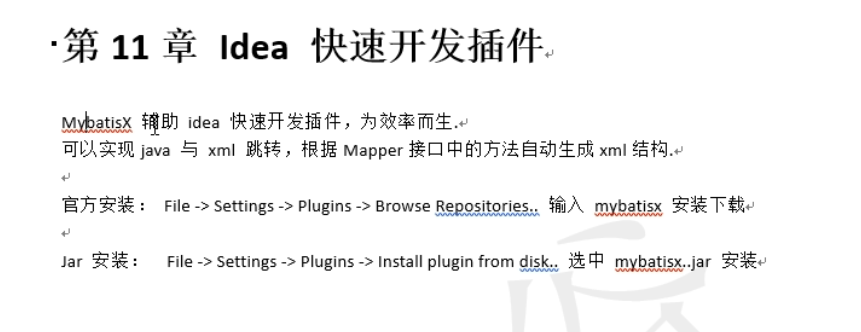 第 11 章 Idea 快速开发插件
MybatisX 辅助 idea 快速开发插件，为效率而生.
可以实现 java 与 xml 跳转，根据 Mapper 接口中的方法自动生成 xml 结构.
官方安装： File -> Settings -> Plugins -> Browse Repositories.. 输入 mybatisx 安装下载
Jar 安装： File -> Settings -> Plugins -> Install plugin from disk.. 选中 mybatisx..jar 安装